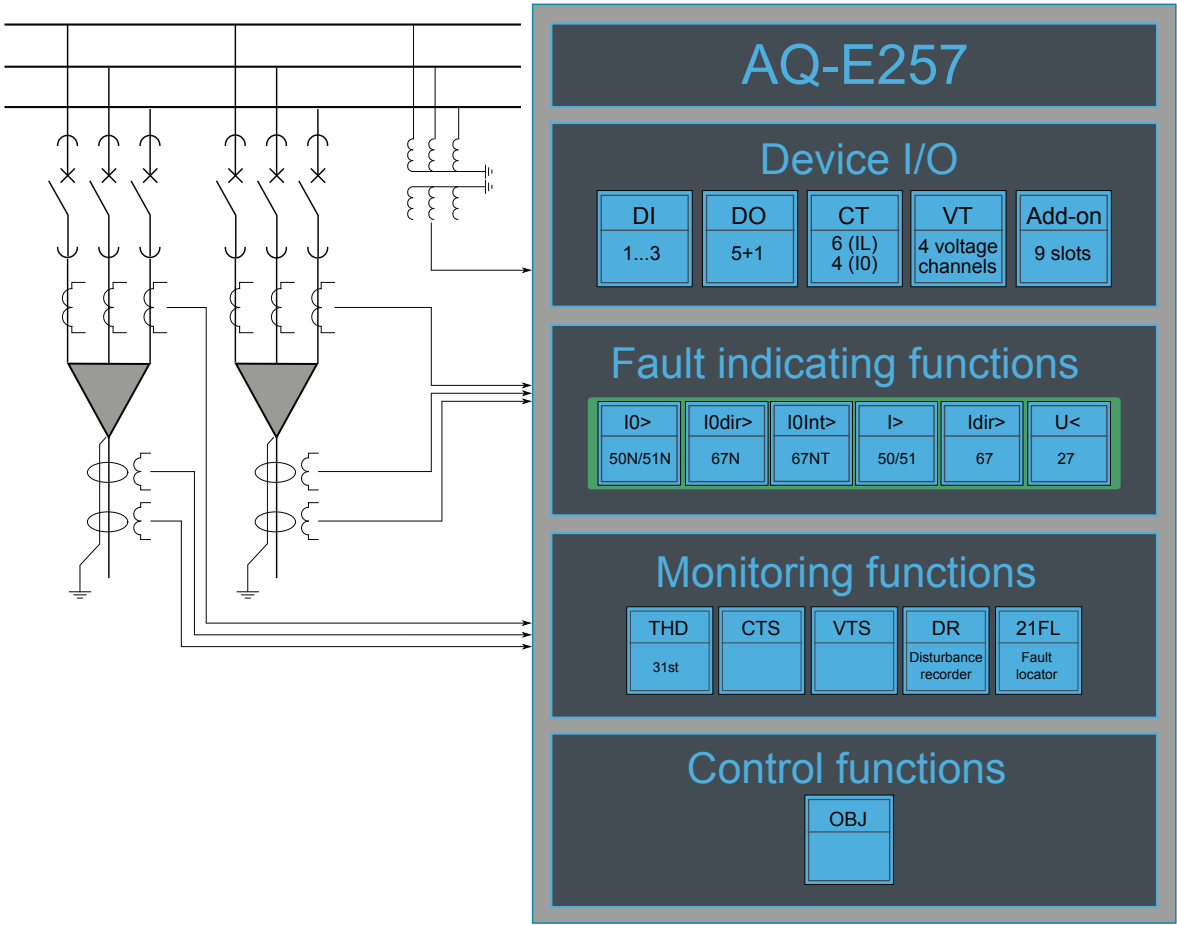 AQ-E257
Device I/O
DI
1...3
DO
5+1
CT
6 (IL)
4 (I0)
VT
4 voltage
channels
Add-on
9 slots
Fault indicating functions
I0>
50N/51N
I0dir>
67N
I0Int>
67NT
I>
50/51
Idir>
67
U<
27
Monitoring functions
THD
31st
CTS
VTS
DR
Disturbance
recorder
21FL
Fault
locator
Control functions
OBJ